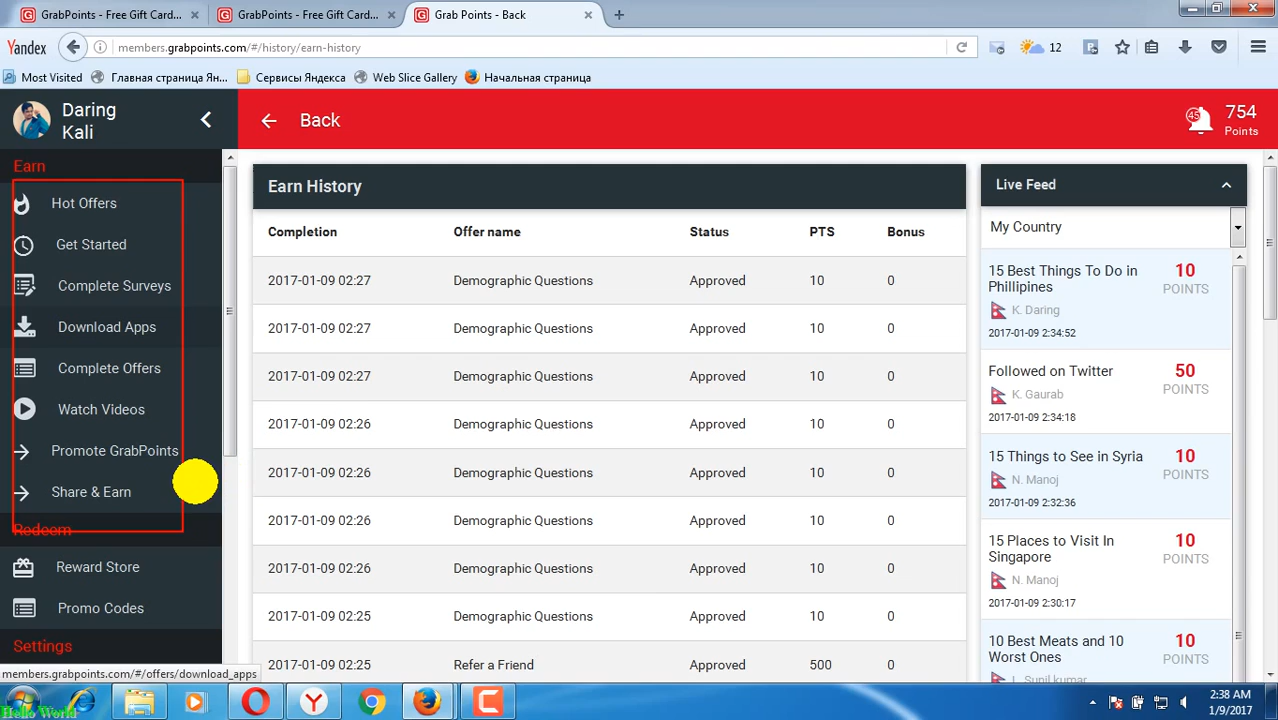 GrabPoints - Free Gift Card...
GrabPoints - Free Gift Card...
Grab Points - Back
Yandex
members.grabpoints.com/#/history/earn-history
12
Most Visited
Главная страница Ян...
Сервисы Яндекса
Web Slice Gallery
Начальная страница
Daring
Kali
Back
45
754
Points
Earn
Hot Offers
Get Started
Complete Surveys
Download Apps
Complete Offers
Watch Videos
Promote GrabPoints
Share & Earn
Redeem
Reward Store
Promo Codes
Settings
Earn History
Completion Offer name Status PTS Bonus
2017-01-09 02:27 Demographic Questions Approved 10 0
2017-01-09 02:27 Demographic Questions Approved 10 0
2017-01-09 02:27 Demographic Questions Approved 10 0
2017-01-09 02:26 Demographic Questions Approved 10 0
2017-01-09 02:26 Demographic Questions Approved 10 0
2017-01-09 02:26 Demographic Questions Approved 10 0
2017-01-09 02:26 Demographic Questions Approved 10 0
2017-01-09 02:25 Demographic Questions Approved 10 0
2017-01-09 02:25 Refer a Friend Approved 500 0
Live Feed
My Country
15 Best Things To Do in
Phillipines
10
POINTS
K. Daring
2017-01-09 2:34:52
Followed on Twitter
50
POINTS
K. Gaurab
2017-01-09 2:34:18
15 Things to See in Syria
10
POINTS
N. Manoj
2017-01-09 2:32:36
15 Places to Visit In
Singapore
10
POINTS
N. Manoj
2017-01-09 2:30:17
10 Best Meats and 10
Worst Ones
10
POINTS
L. Sunil kumar
members.grabpoints.com/#/offers/download_apps
Hello World
2:38 AM
1/9/2017